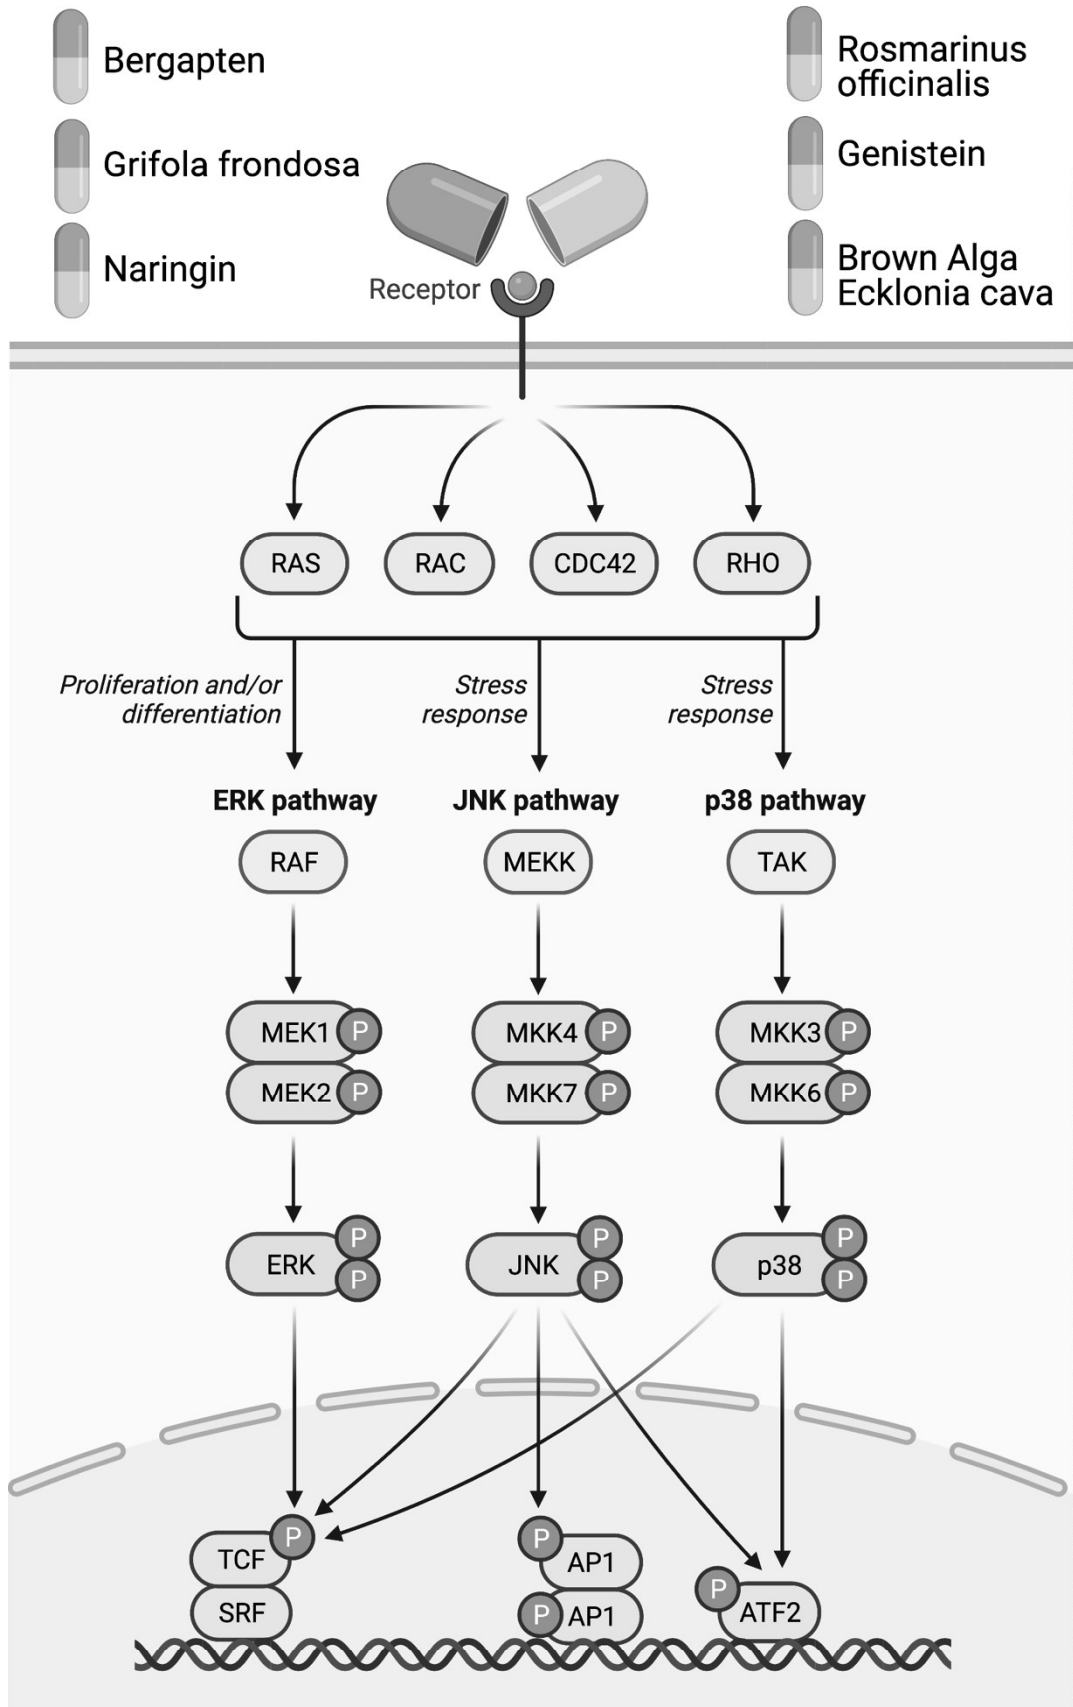 Bergapten
Grifola frondosa
Naringin
Rosmarinus
officinalis
Genistein
Brown Alga
Ecklonia cava
Receptor
RAS
RAC
CDC42
RHO
Proliferation and/or
differentiation
Stress
response
Stress
response
ERK pathway
JNK pathway
p38 pathway
RAF
MEKK
TAK
MEK1 P
MEK2 P
MKK4 P
MKK7 P
MKK3 P
MKK6 P
ERK
P
P
JNK
P
P
p38
P
P
P
TCF
SRF
P
AP1
P AP1
P
ATF2